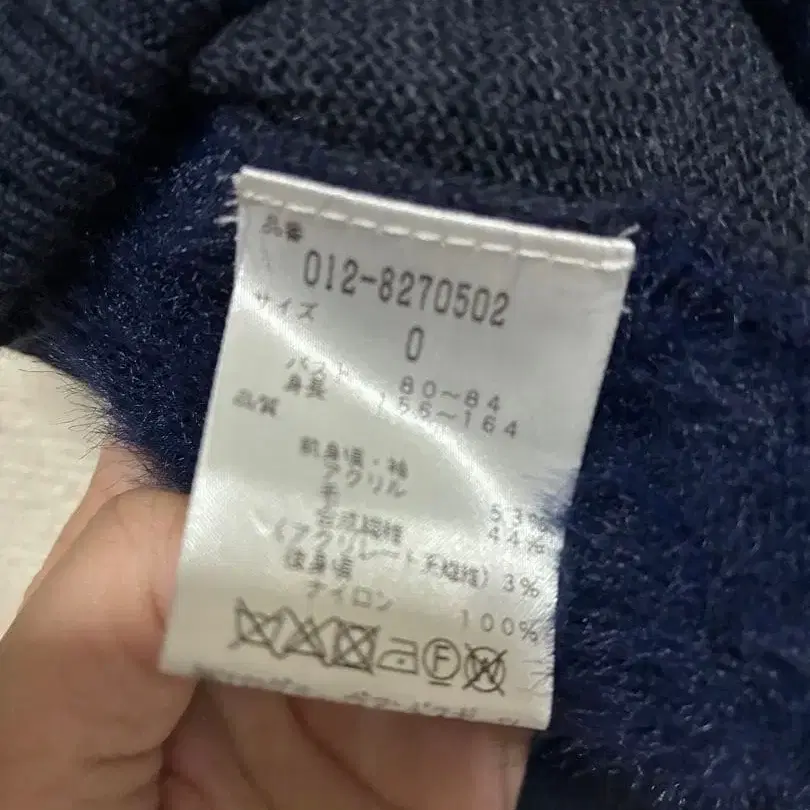 品番
012-8270502
サイズ
0
バスト 80~84
身長 156~164
品質
前身頃・袖
アクリル 53%
毛 44%
合成繊維
(アクリレート系繊維) 3%
後身頃
ナイロン 100%
F
W